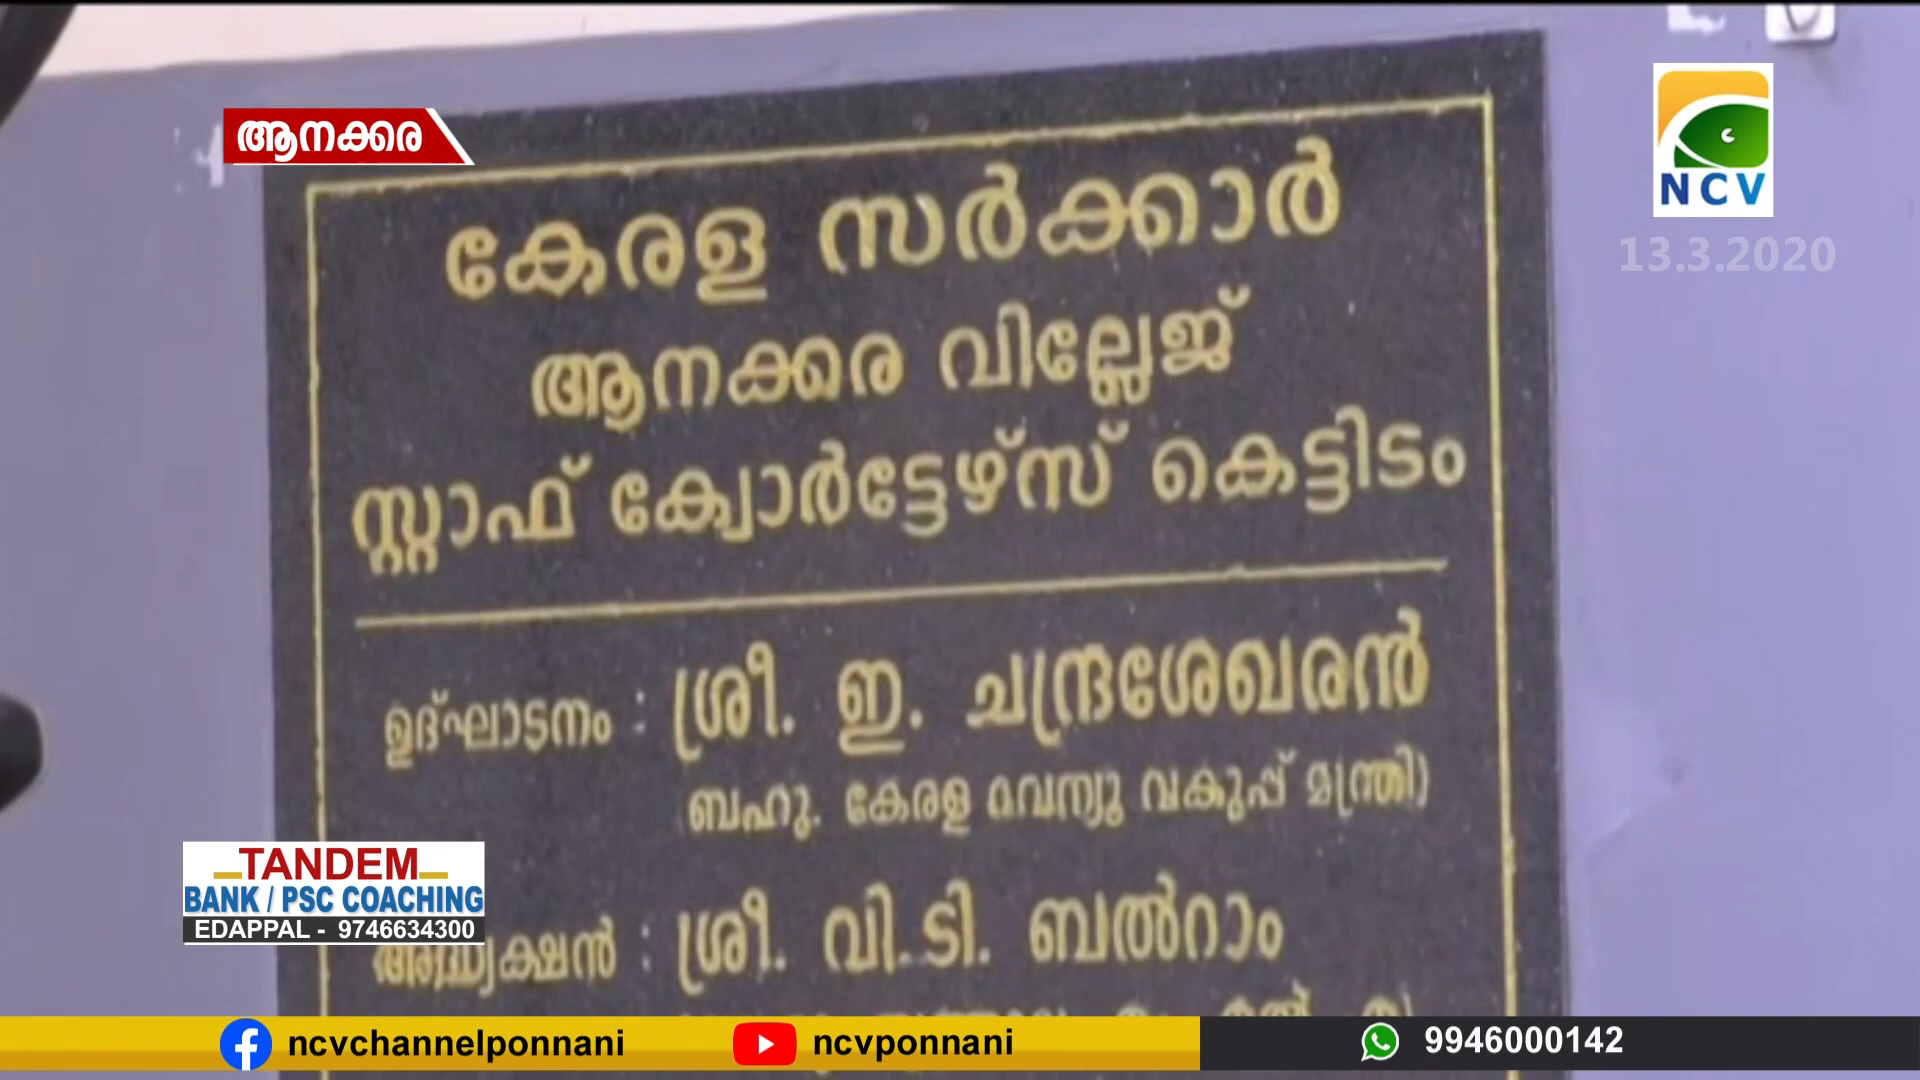 ആനക്കര
NCV
13.3.2020
കേരള സർക്കാർ
ആനക്കര വില്ലേജ്
സ്റ്റാഫ് ക്വോർട്ടേഴ്സ് കെട്ടിടം
ഉദ്ഘാടനം : ശ്രീ. ഇ. ചന്ദ്രശേഖരൻ
ബഹു. കേരള റവന്യു വകുപ്പ് മന്ത്രി)
TANDEM
BANK / PSC COACHING
EDAPPAL - 9746634300
അദ്ധ്യക്ഷൻ : ശ്രീ. വി.ടി. ബൽറാം
ncvchannelponnani
ncvponnani
9946000142